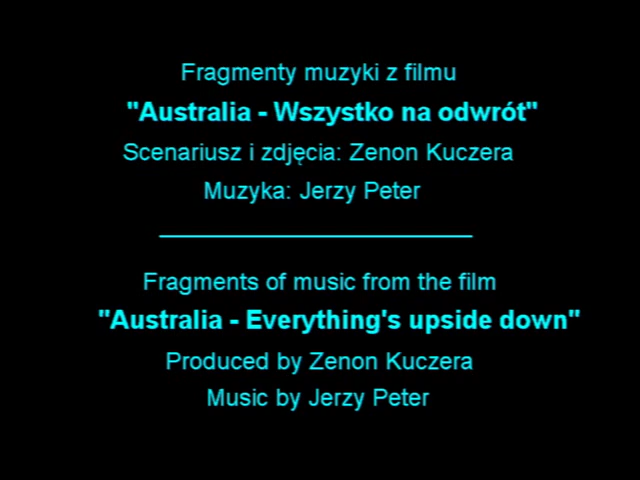 Fragmenty muzyki z filmu
"Australia - Wszystko na odwrót"
Scenariusz i zdjęcia: Zenon Kuczera
Muzyka: Jerzy Peter
Fragments of music from the film
"Australia - Everything's upside down"
Produced by Zenon Kuczera
Music by Jerzy Peter